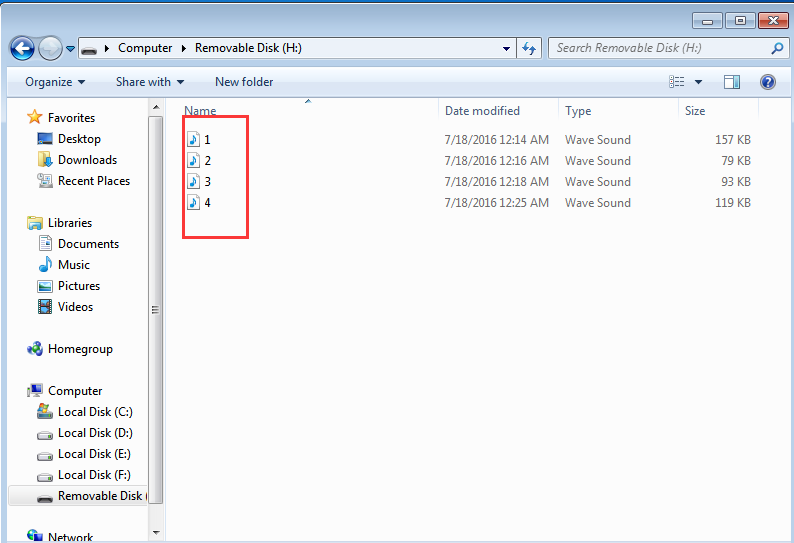 Computer Removable Disk (H:)
Search Removable Disk (H:)
Organize Share with New folder
Name Date modified Type Size
1 7/18/2016 12:14 AM Wave Sound 157 KB
2 7/18/2016 12:16 AM Wave Sound 79 KB
3 7/18/2016 12:18 AM Wave Sound 93 KB
4 7/18/2016 12:25 AM Wave Sound 119 KB
Favorites
Desktop
Downloads
Recent Places
Libraries
Documents
Music
Pictures
Videos
Homegroup
Computer
Local Disk (C:)
Local Disk (D:)
Local Disk (E:)
Local Disk (F:)
Removable Disk (
Network